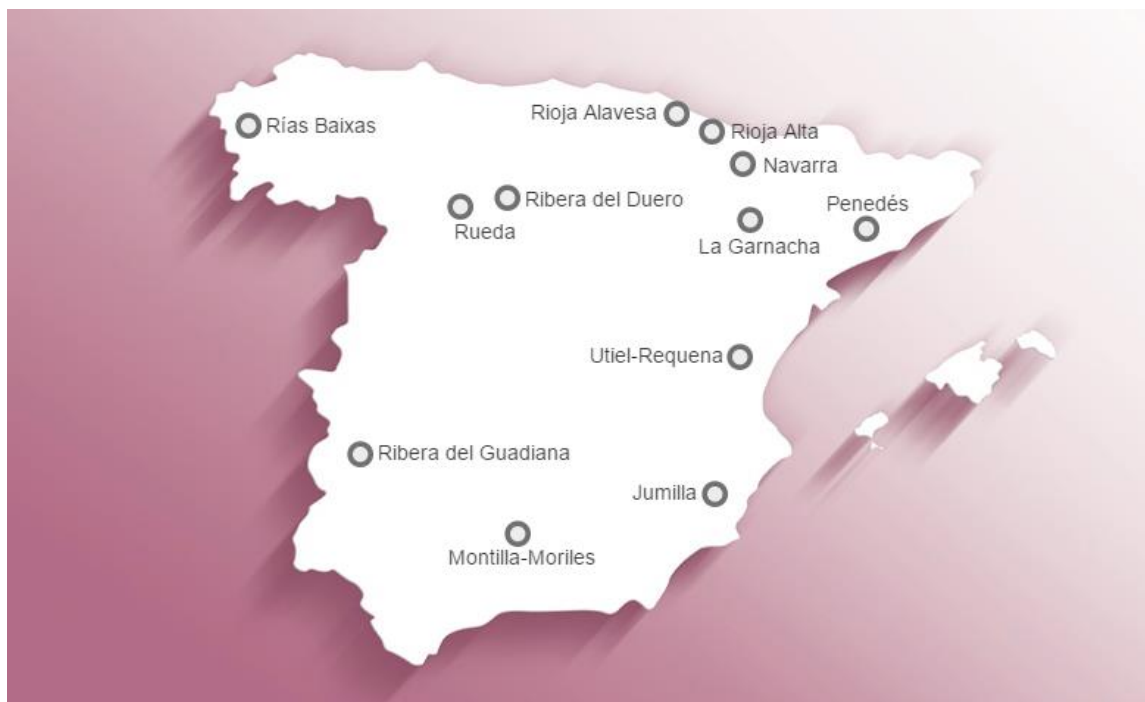 Rioja Alavesa
Rías Baixas
Rioja Alta
Navarra
Ribera del Duero
Penedés
Rueda
La Garnacha
Utiel-Requena
Ribera del Guadiana
Jumilla
Montilla-Moriles